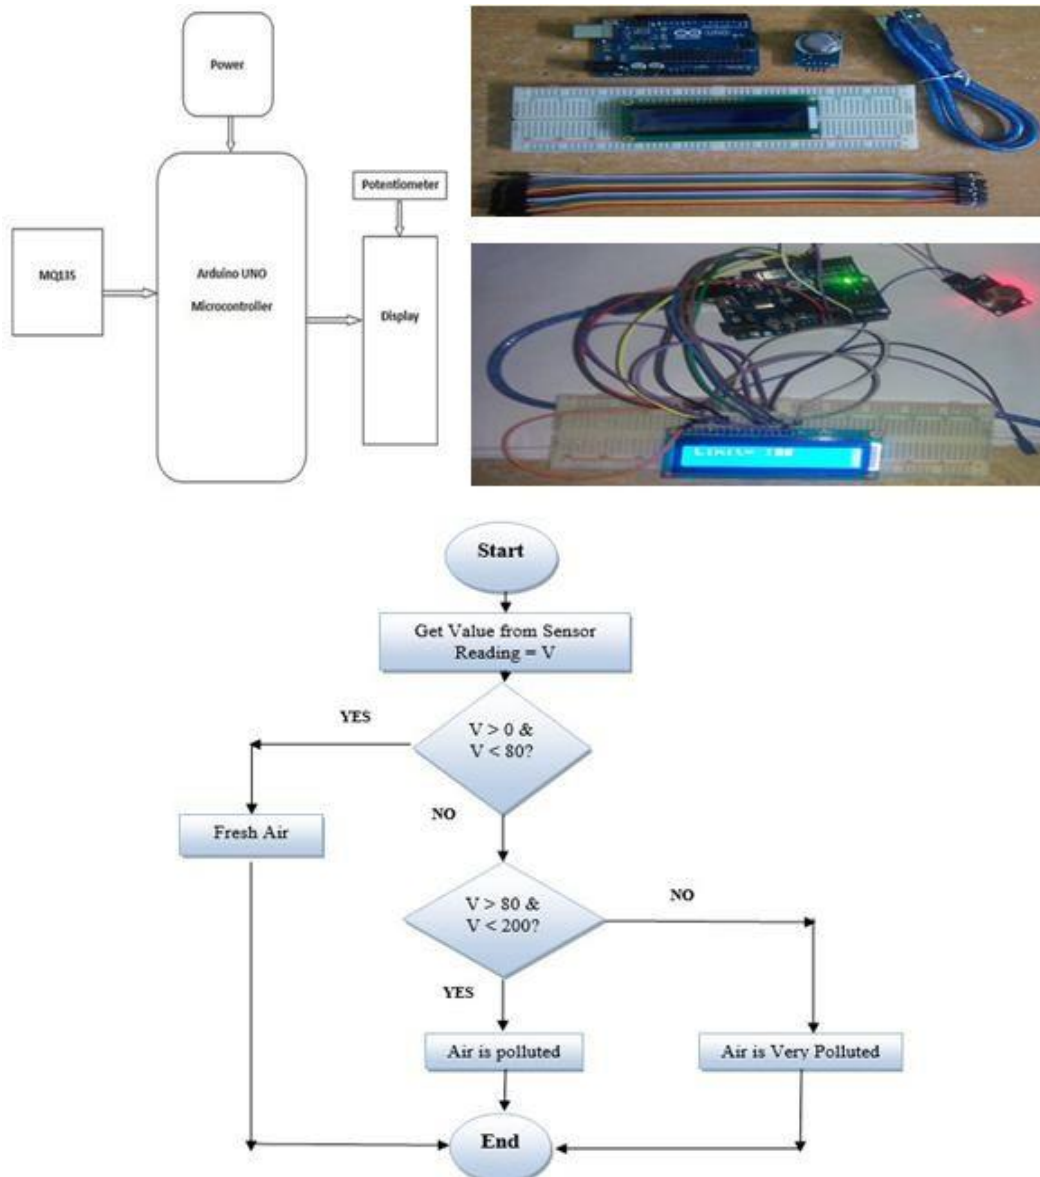 Power
Potentiometer
MQ135
Arduino UNO
Microcontroller
Display
UNO
Start
Get Value from Sensor
Reading = V
YES
V > 0 &
V < 80?
NO
Fresh Air
V > 80 &
V < 200?
NO
YES
Air is polluted
Air is Very Polluted
End